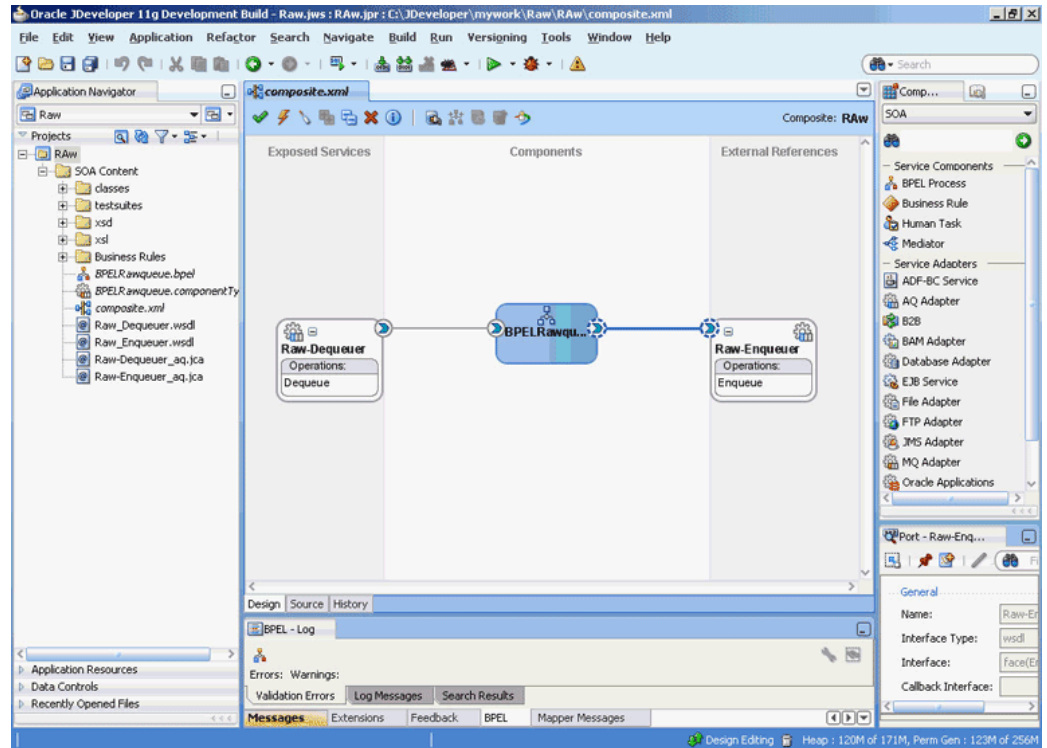 Oracle JDeveloper 11g Development Build - Raw.jws : RAw.jpr : C:\JDeveloper\mywork\Raw\RAw\composite.xml
File Edit View Application Refactor Search Navigate Build Run Versioning Tools Window Help
Search
Application Navigator
Raw
Projects
RAw
SOA Content
classes
testsuites
xsd
xsl
Business Rules
BPELRawqueue.bpel
BPELRawqueue.componentTy
composite.xml
Raw_Dequeuer.wsdl
Raw_Enqueuer.wsdl
Raw-Dequeuer_aq.jca
Raw-Enqueuer_aq.jca
Application Resources
Data Controls
Recently Opened Files
composite.xml
Composite: RAw
Exposed Services
Components
External References
Raw-Dequeuer
Operations:
Dequeue
BPELRawqu...
Raw-Enqueuer
Operations:
Enqueue
Design Source History
BPEL - Log
Errors: Warnings:
Validation Errors Log Messages Search Results
Messages Extensions Feedback BPEL Mapper Messages
Comp...
SOA
Service Components
BPEL Process
Business Rule
Human Task
Mediator
Service Adapters
ADF-BC Service
AQ Adapter
B2B
BAM Adapter
Database Adapter
EJB Service
File Adapter
FTP Adapter
JMS Adapter
MQ Adapter
Oracle Applications
Port - Raw-Enq...
Fi
General
Name: Raw-Er
Interface Type: wsdl
Interface: face(Er
Callback Interface:
Design Editing Heap : 120M of 171M, Perm Gen : 123M of 256M